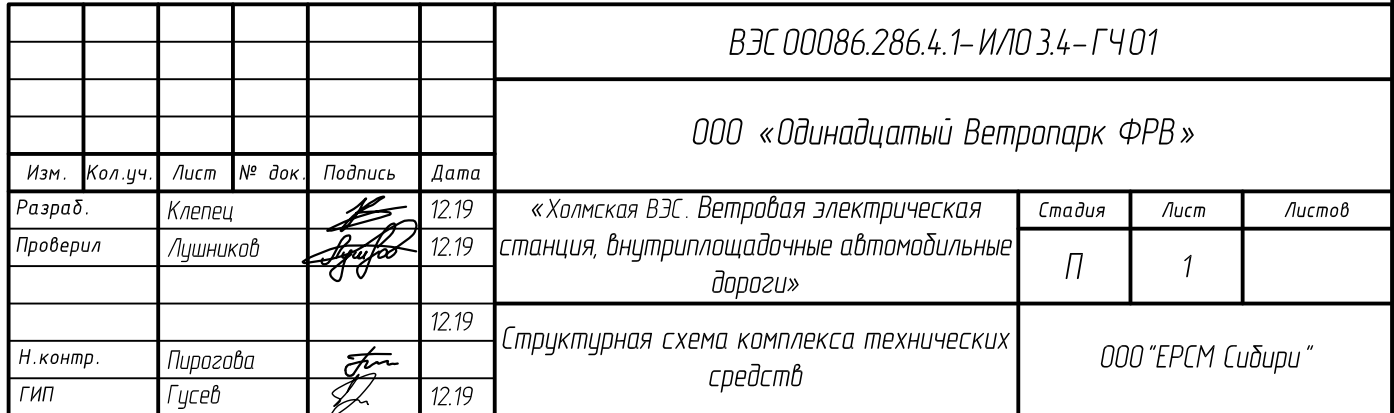 ВЭС 00086.286.4.1-ИЛО 3.4-ГЧ 01
ООО «Одинадцатый Ветропарк ФРВ»
Изм. Кол.уч. Лист № док. Подпись Дата
Разраб. Клепец 12.19
Проверил Лушников 12.19
12.19
Н.контр. Пирогова
ГИП Гусев 12.19
«Холмская ВЭС. Ветровая электрическая
станция, внутриплощадочные автомобильные
дороги»
Стадия Лист Листов
П 1
Структурная схема комплекса технических
средств
ООО "ЕРСМ Сибири"